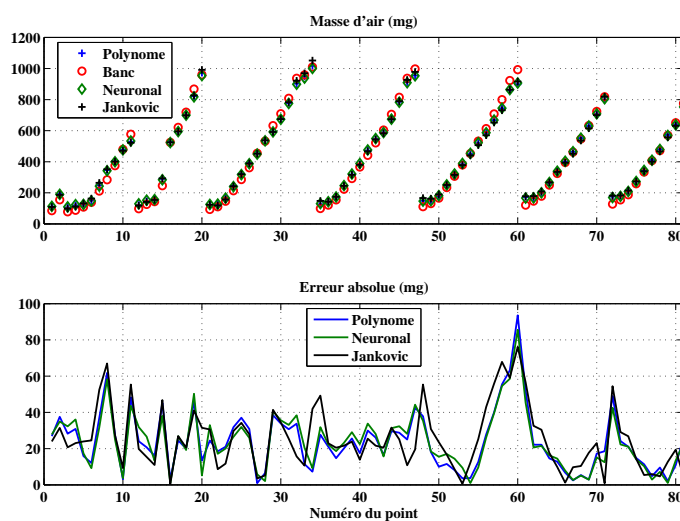 Masse d'air (mg)
1200
1000
800
600
400
200
0
Polynome
Banc
Neuronal
Jankovic
0 10 20 30 40 50 60 70 80
Erreur absolue (mg)
100
80
60
40
20
0
Polynome
Neuronal
Jankovic
0 10 20 30 40 50 60 70 80
Numéro du point